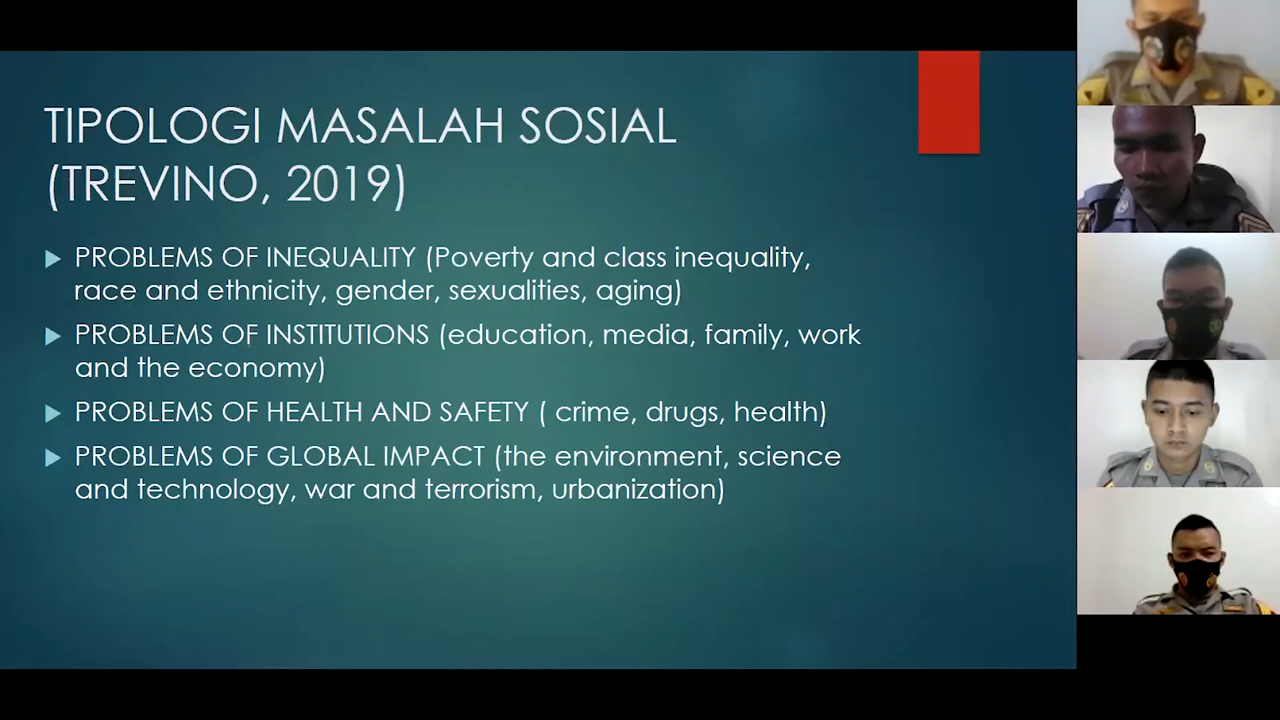 TIPOLOGI MASALAH SOSIAL
(TREVINO, 2019)
PROBLEMS OF INEQUALITY (Poverty and class inequality,
race and ethnicity, gender, sexualities, aging)
PROBLEMS OF INSTITUTIONS (education, media, family, work
and the economy)
PROBLEMS OF HEALTH AND SAFETY ( crime, drugs, health)
PROBLEMS OF GLOBAL IMPACT (the environment, science
and technology, war and terrorism, urbanization)